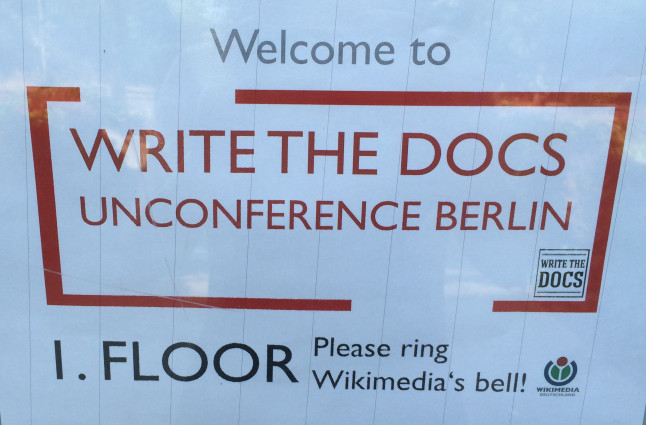 Welcome to
WRITE THE DOCS
UNCONFERENCE BERLIN
WRITE THE
DOCS
1. FLOOR
Please ring
Wikimedia‘s bell!
WIKIMEDIA
DEUTSCHLAND